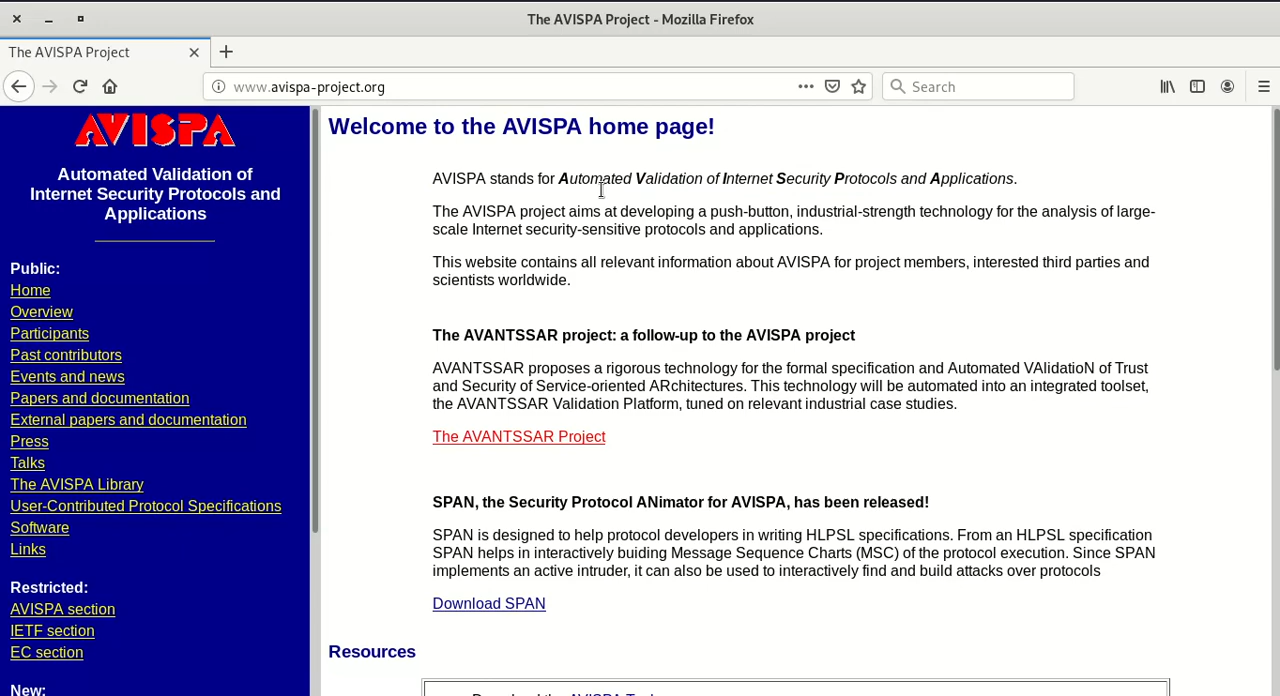 The AVISPA Project - Mozilla Firefox
The AVISPA Project
www.avispa-project.org
Search
AVISPA
Automated Validation of
Internet Security Protocols and
Applications
Public:
Home
Overview
Participants
Past contributors
Events and news
Papers and documentation
External papers and documentation
Press
Talks
The AVISPA Library
User-Contributed Protocol Specifications
Software
Links
Restricted:
AVISPA section
IETF section
EC section
New:
Welcome to the AVISPA home page!
AVISPA stands for Automated Validation of Internet Security Protocols and Applications.
The AVISPA project aims at developing a push-button, industrial-strength technology for the analysis of large-
scale Internet security-sensitive protocols and applications.
This website contains all relevant information about AVISPA for project members, interested third parties and
scientists worldwide.
The AVANTSSAR project: a follow-up to the AVISPA project
AVANTSSAR proposes a rigorous technology for the formal specification and Automated VAlidatioN of Trust
and Security of Service-oriented ARchitectures. This technology will be automated into an integrated toolset,
the AVANTSSAR Validation Platform, tuned on relevant industrial case studies.
The AVANTSSAR Project
SPAN, the Security Protocol ANimator for AVISPA, has been released!
SPAN is designed to help protocol developers in writing HLPSL specifications. From an HLPSL specification
SPAN helps in interactively buiding Message Sequence Charts (MSC) of the protocol execution. Since SPAN
implements an active intruder, it can also be used to interactively find and build attacks over protocols
Download SPAN
Resources